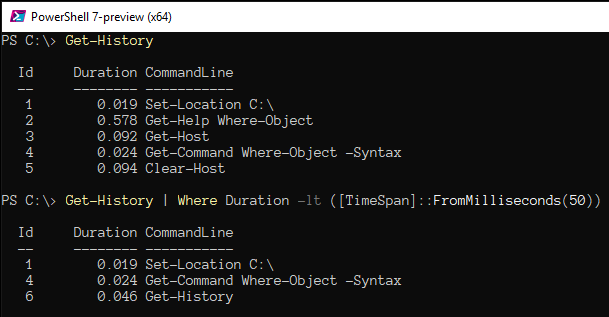 PowerShell 7-preview (x64)
PS C:\> Get-History
Id Duration CommandLine
-- -------- -----------
1 0.019 Set-Location C:\
2 0.578 Get-Help Where-Object
3 0.092 Get-Host
4 0.024 Get-Command Where-Object -Syntax
5 0.094 Clear-Host
PS C:\> Get-History | Where Duration -lt ([TimeSpan]::FromMilliseconds(50))
Id Duration CommandLine
-- -------- -----------
1 0.019 Set-Location C:\
4 0.024 Get-Command Where-Object -Syntax
6 0.046 Get-History